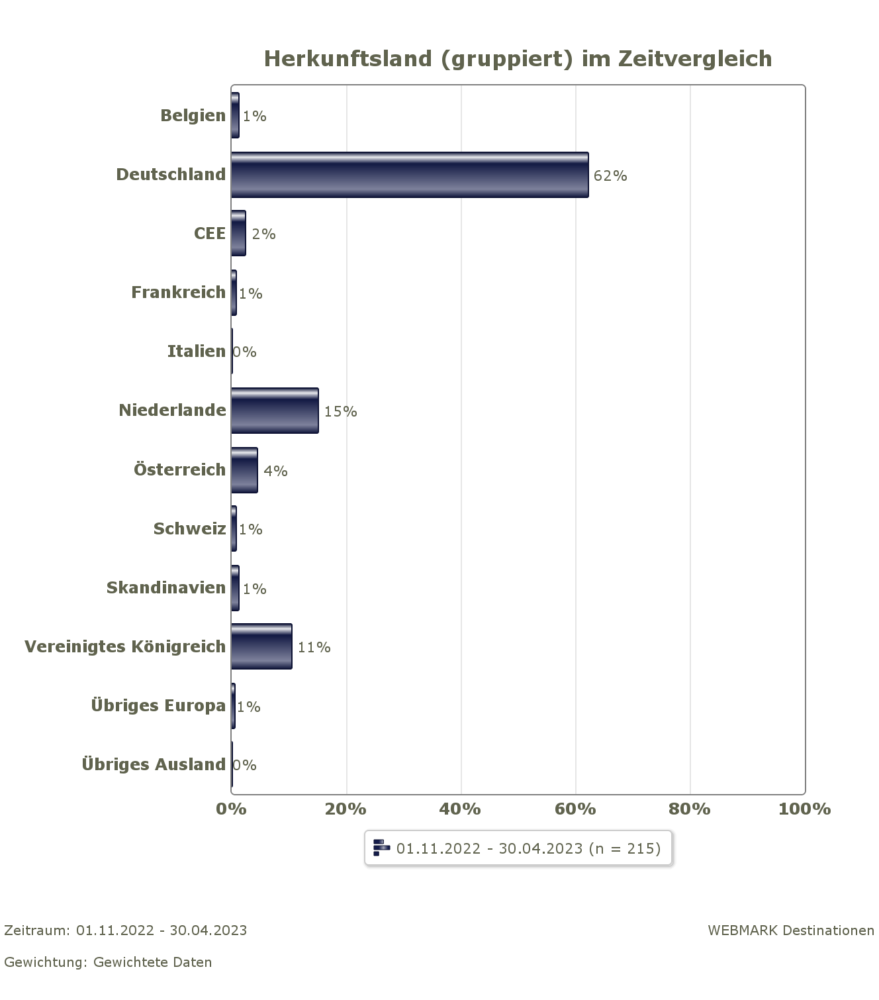 Herkunftsland (gruppiert) im Zeitvergleich
Belgien 1%
Deutschland 62%
CEE 2%
Frankreich 1%
Italien 0%
Niederlande 15%
Österreich 4%
Schweiz 1%
Skandinavien 1%
Vereinigtes Königreich 11%
Übriges Europa 1%
Übriges Ausland 0%
0% 20% 40% 60% 80% 100%
01.11.2022 - 30.04.2023 (n = 215)
Zeitraum: 01.11.2022 - 30.04.2023 WEBMARK Destinationen
Gewichtung: Gewichtete Daten